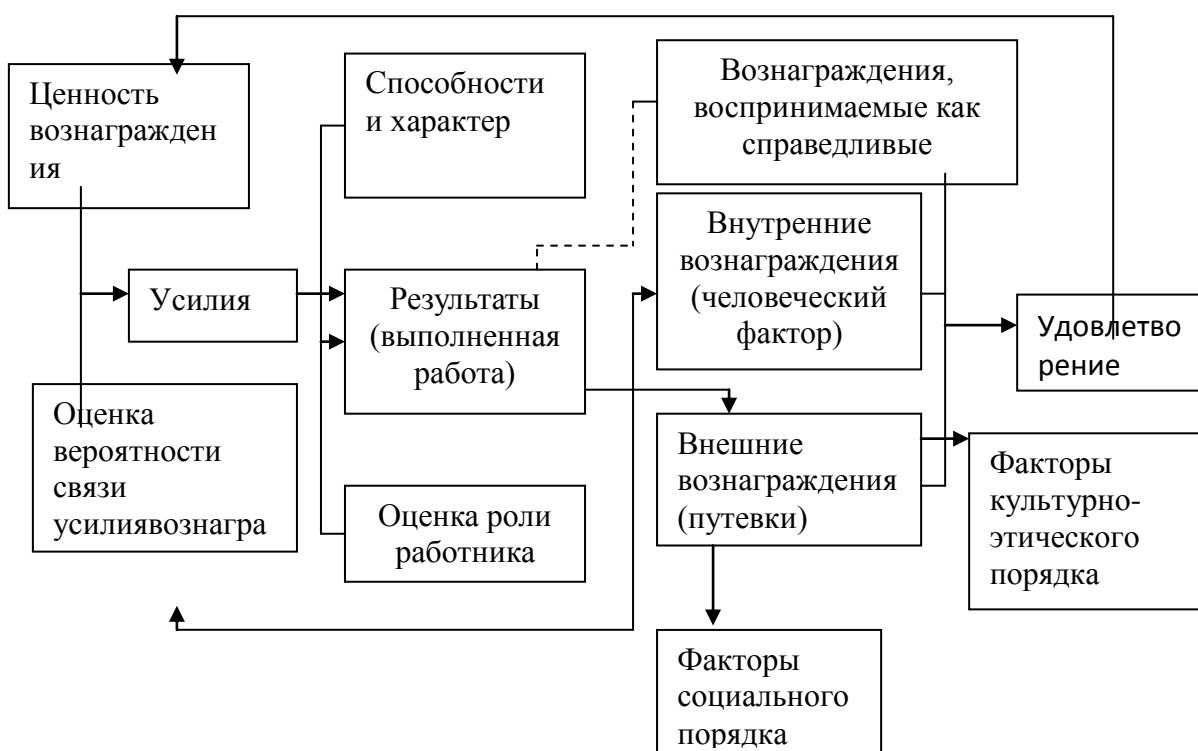 Ценность
вознагражден
ия
Способности
и характер
Вознаграждения,
воспринимаемые как
справедливые
Усилия
Результаты
(выполненная
работа)
Внутренние
вознаграждения
(человеческий
фактор)
Удовлетво
рение
Оценка
вероятности
связи
усилиявознагра
Оценка роли
работника
Внешние
вознаграждения
(путевки)
Факторы
культурно-
этического
порядка
Факторы
социального
порядка